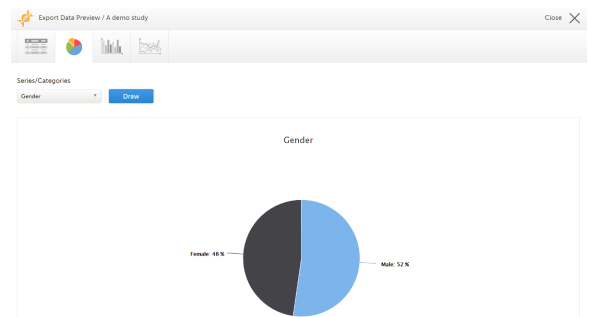 Export Data Preview / A demo study
Close
Series/Categories
Gender
Draw
Gender
Female: 48 %
Male: 52 %